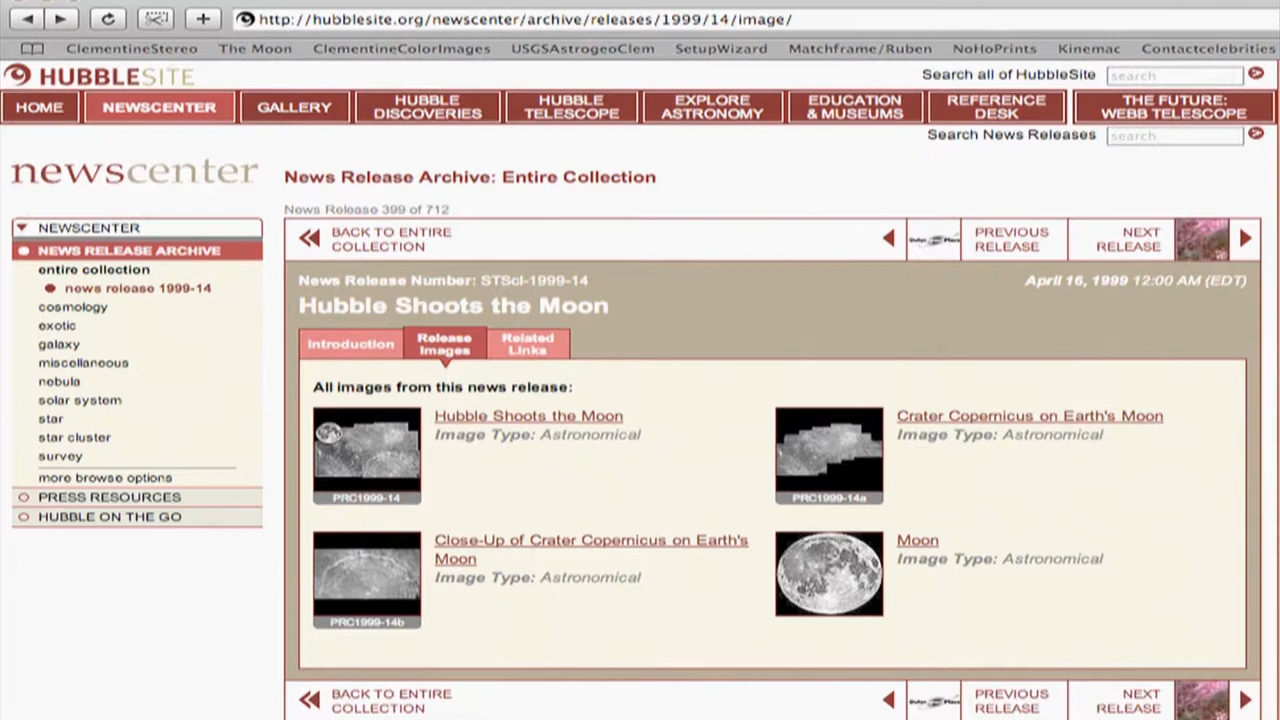 http://hubblesite.org/newscenter/archive/releases/1999/14/image/
ClementineStereo The Moon ClementineColorImages USGSAstrogeoClem SetupWizard Matchframe/Ruben NoHoPrints Kinemac Contactcelebrities
HUBBLESITE
Search all of HubbleSite search
HOME
NEWSCENTER
GALLERY
HUBBLE
DISCOVERIES
HUBBLE
TELESCOPE
EXPLORE
ASTRONOMY
EDUCATION
& MUSEUMS
REFERENCE
DESK
THE FUTURE:
WEBB TELESCOPE
Search News Releases search
newscenter
News Release Archive: Entire Collection
News Release 399 of 712
NEWSCENTER
NEWS RELEASE ARCHIVE
entire collection
news release 1999-14
cosmology
exotic
galaxy
miscellaneous
nebula
solar system
star
star cluster
survey
more browse options
PRESS RESOURCES
HUBBLE ON THE GO
BACK TO ENTIRE
COLLECTION
PREVIOUS
RELEASE
NEXT
RELEASE
News Release Number: STScI-1999-14
April 16, 1999 12:00 AM (EDT)
Hubble Shoots the Moon
Introduction
Release
Images
Related
Links
All images from this news release:
Hubble Shoots the Moon
Image Type: Astronomical
PRC1999-14
Crater Copernicus on Earth's Moon
Image Type: Astronomical
PRC1999-14a
Close-Up of Crater Copernicus on Earth's
Moon
Image Type: Astronomical
PRC1999-14b
Moon
Image Type: Astronomical
BACK TO ENTIRE
COLLECTION
PREVIOUS
RELEASE
NEXT
RELEASE